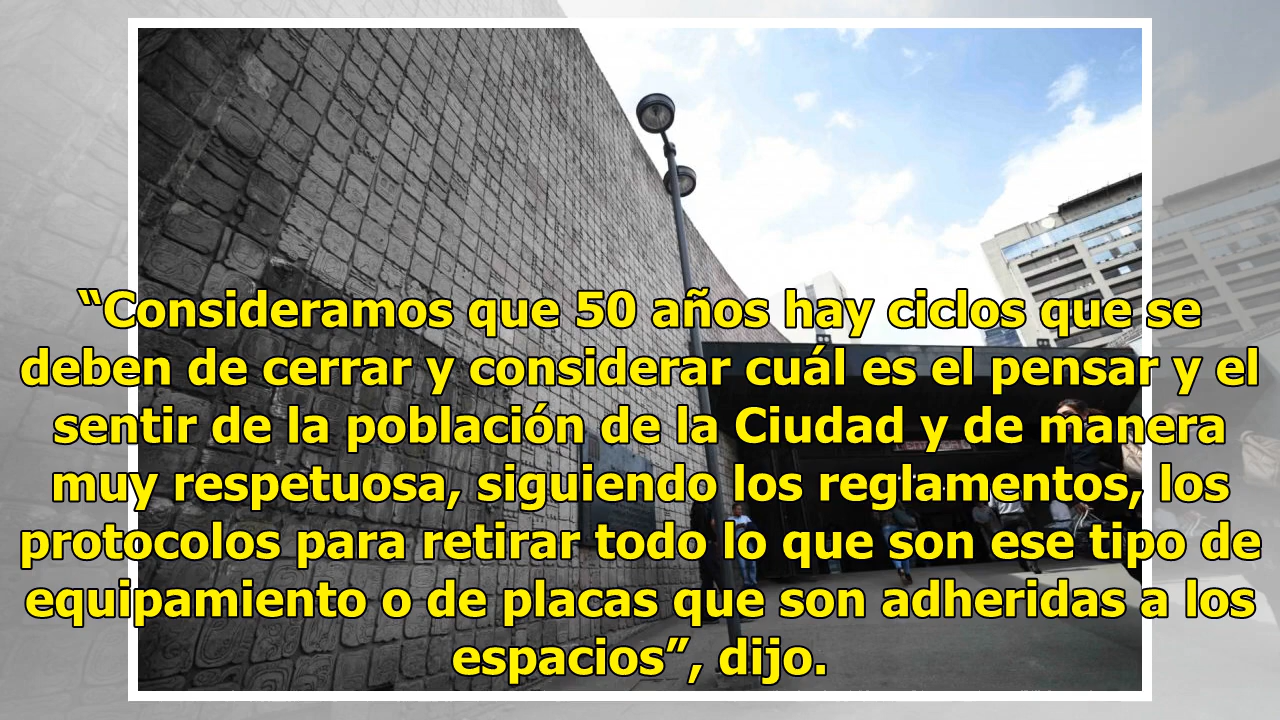 “Consideramos que 50 años hay ciclos que se
deben de cerrar y considerar cuál es el pensar y el
sentir de la población de la Ciudad y de manera
muy respetuosa, siguiendo los reglamentos, los
protocolos para retirar todo lo que son ese tipo de
equipamiento o de placas que son adheridas a los
espacios”, dijo.